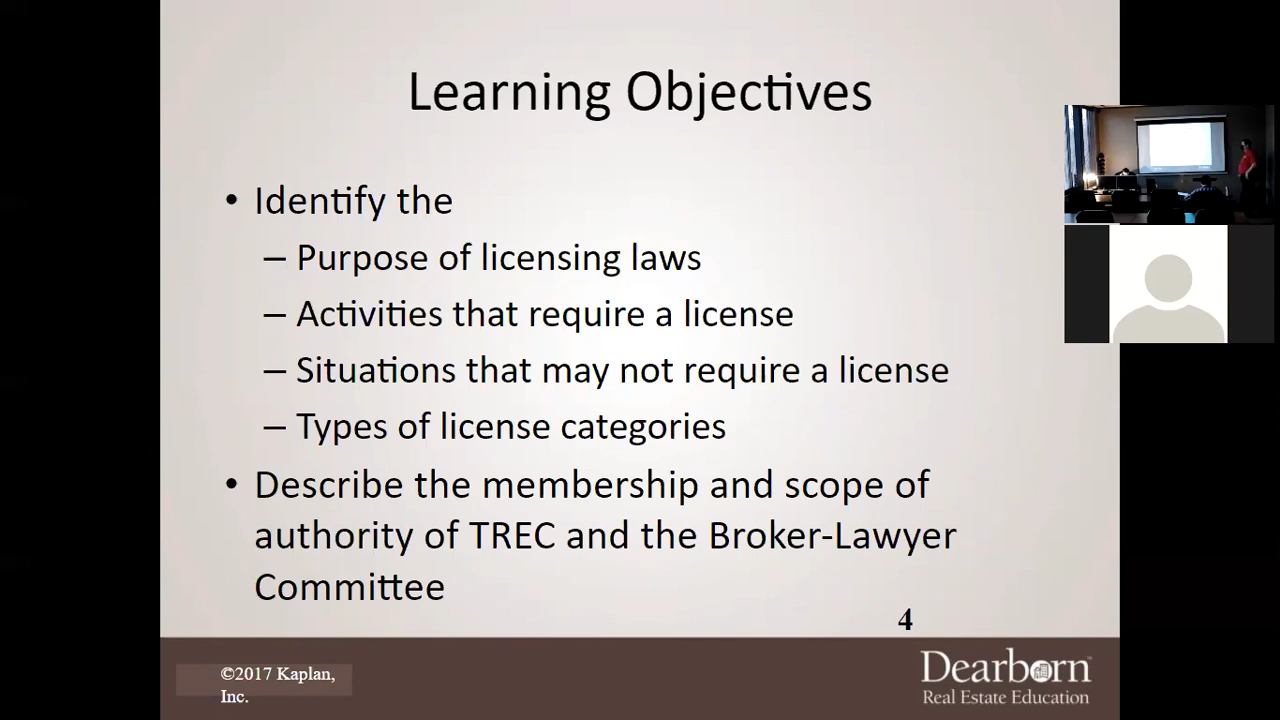 Learning Objectives
• Identify the
– Purpose of licensing laws
– Activities that require a license
– Situations that may not require a license
– Types of license categories
• Describe the membership and scope of
authority of TREC and the Broker-Lawyer
Committee
4
©2017 Kaplan,
Inc.
Dearborn
Real Estate Education